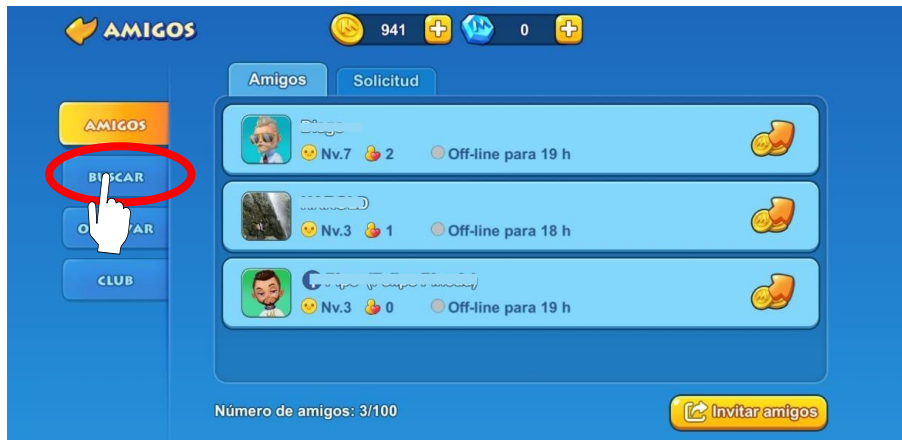 AMIGOS
941
0
Amigos Solicitud
AMIGOS
BUSCAR
CLUB
Nv.7 2 Off-line para 19 h
Nv.3 1 Off-line para 18 h
Nv.3 0 Off-line para 19 h
Número de amigos: 3/100
Invitar amigos